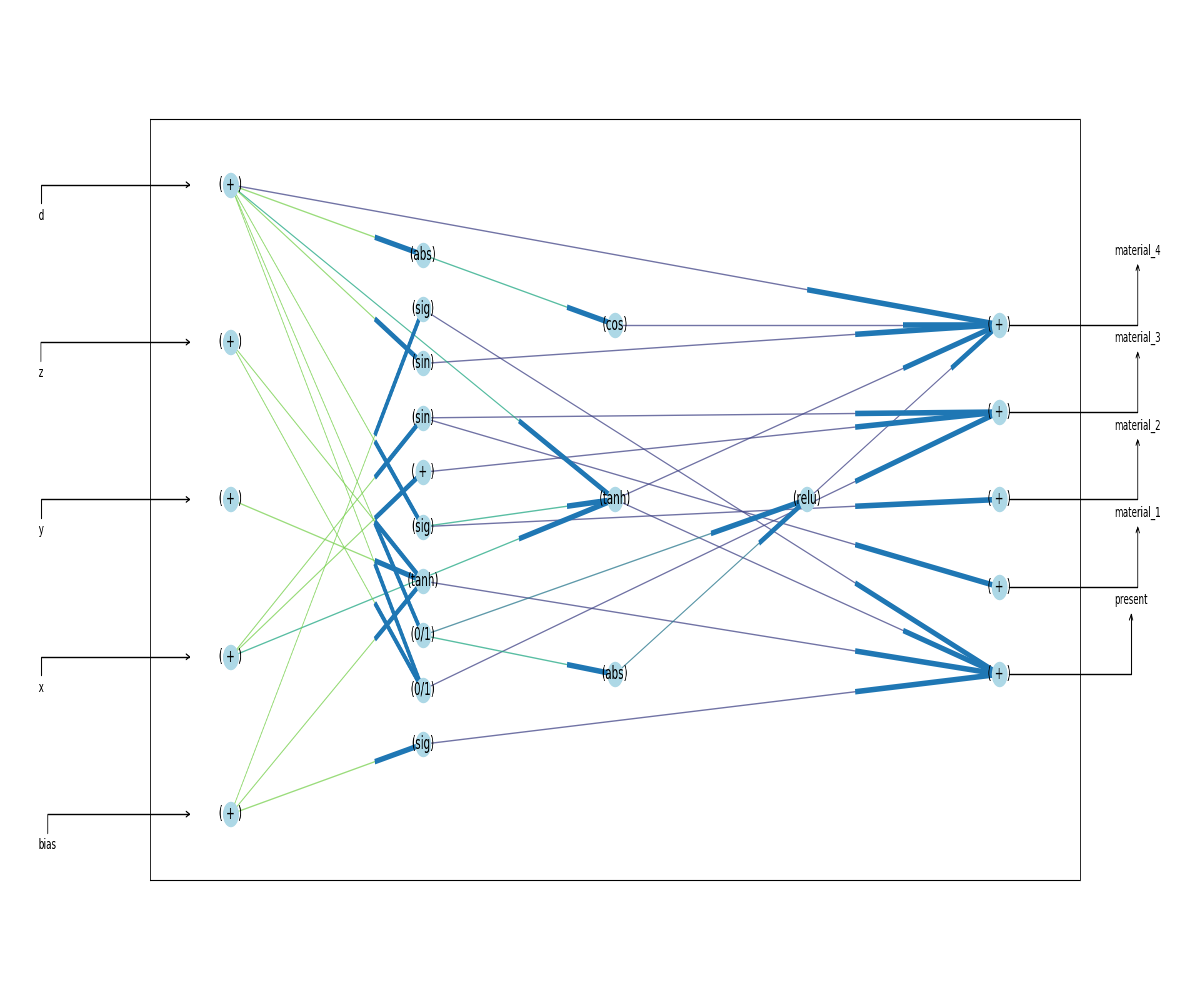 d
z
y
x
bias
(+)
(+)
(+)
(+)
(+)
(abs)
(sig)
(sin)
(sin)
(+)
(sig)
(tanh)
(0/1)
(0/1)
(sig)
(cos)
(tanh)
(abs)
(relu)
(+)
(+)
(+)
(+)
(+)
material_4
material_3
material_2
material_1
present